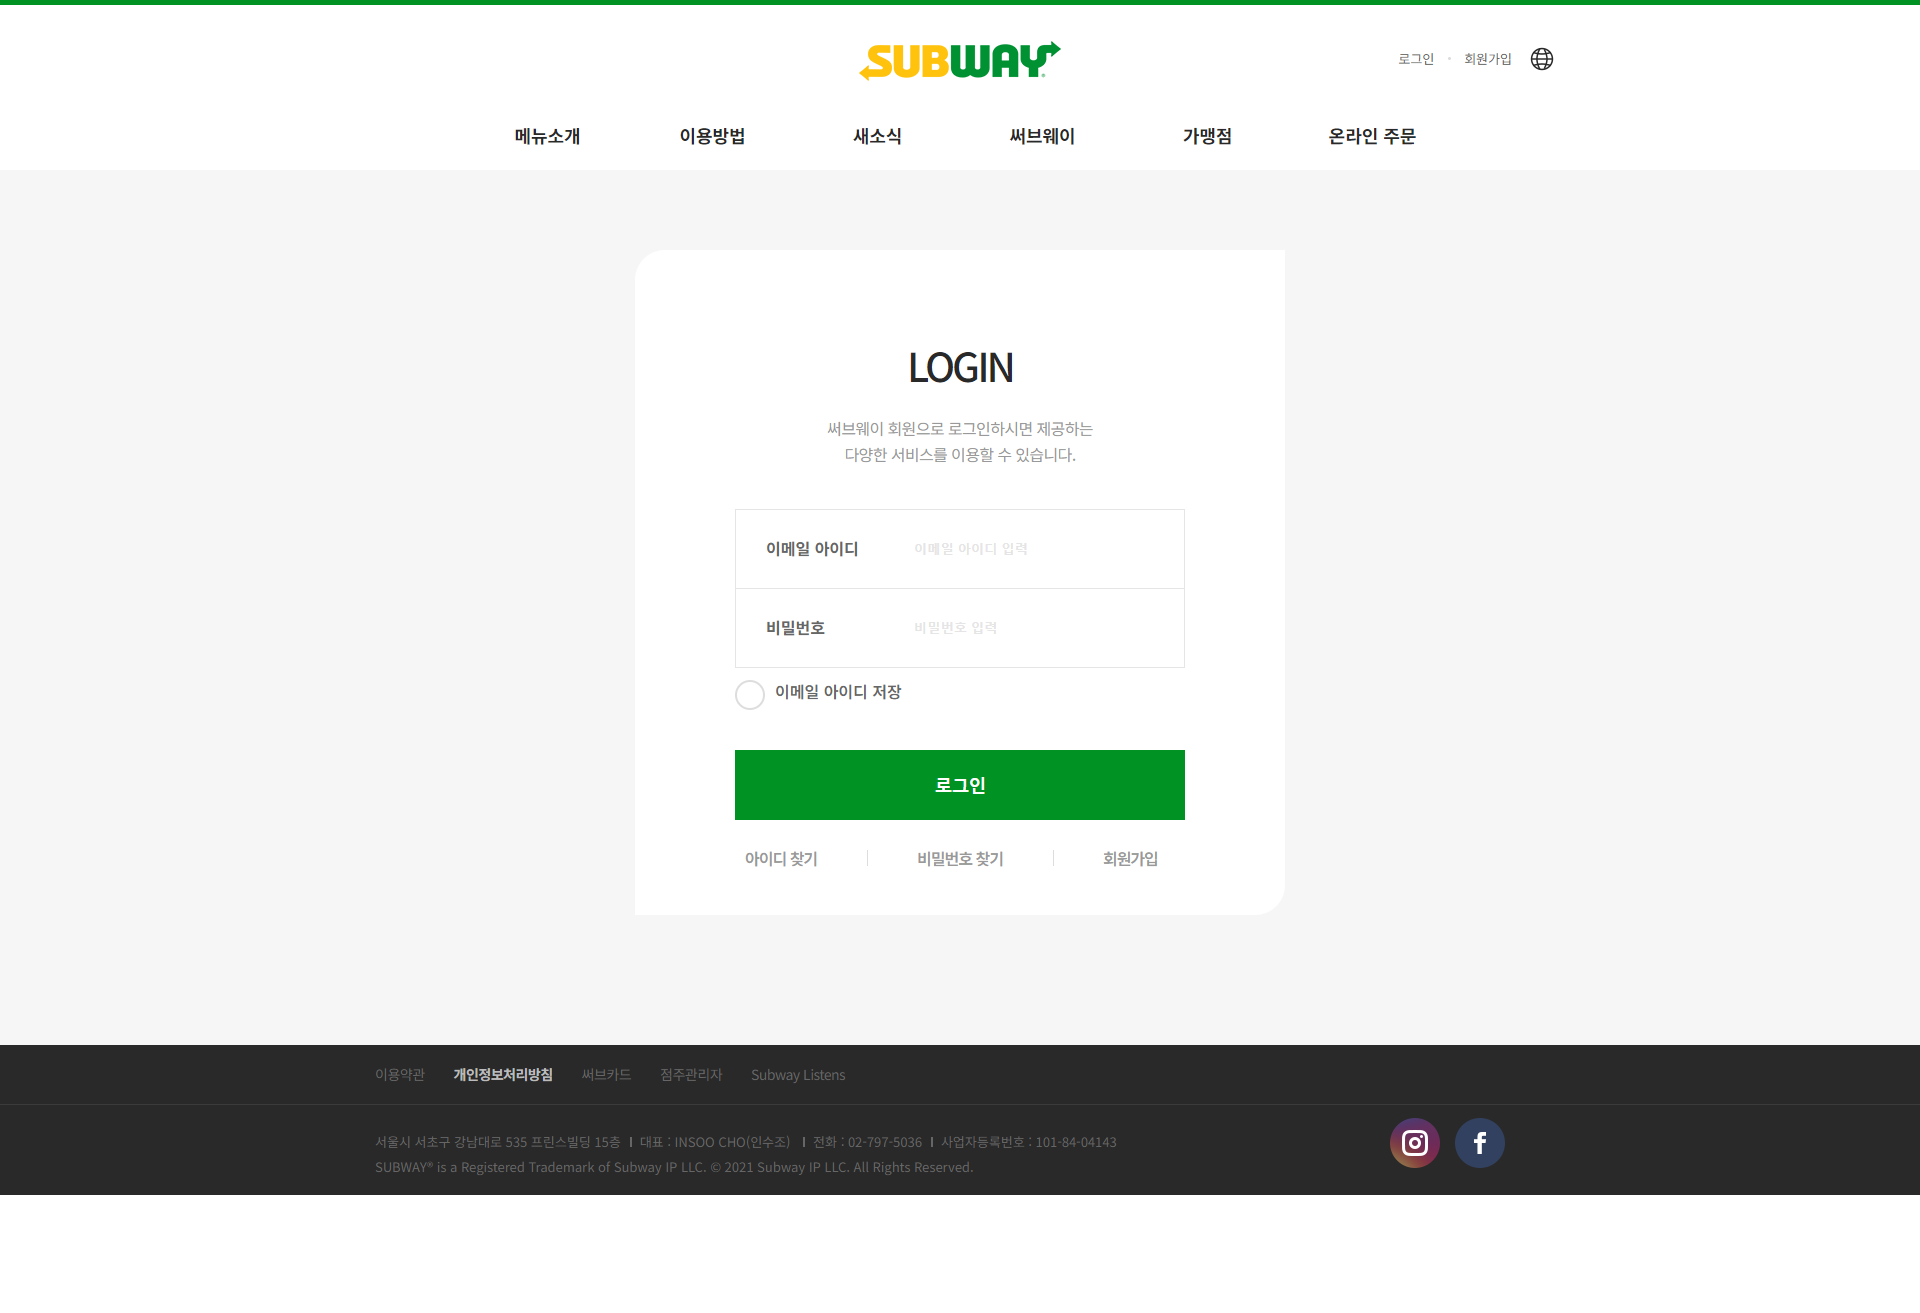 SUBWAY®
로그인 · 회원가입
메뉴소개 이용방법 새소식 써브웨이 가맹점 온라인 주문
LOGIN
써브웨이 회원으로 로그인하시면 제공하는
다양한 서비스를 이용할 수 있습니다.
이메일 아이디 이메일 아이디 입력
비밀번호 비밀번호 입력
이메일 아이디 저장
로그인
아이디 찾기 비밀번호 찾기 회원가입
이용약관 개인정보처리방침 써브카드 점주관리자 Subway Listens
서울시 서초구 강남대로 535 프린스빌딩 15층 | 대표 : INSOO CHO(인수조) | 전화 : 02-797-5036 | 사업자등록번호 : 101-84-04143
SUBWAY® is a Registered Trademark of Subway IP LLC. © 2021 Subway IP LLC. All Rights Reserved.